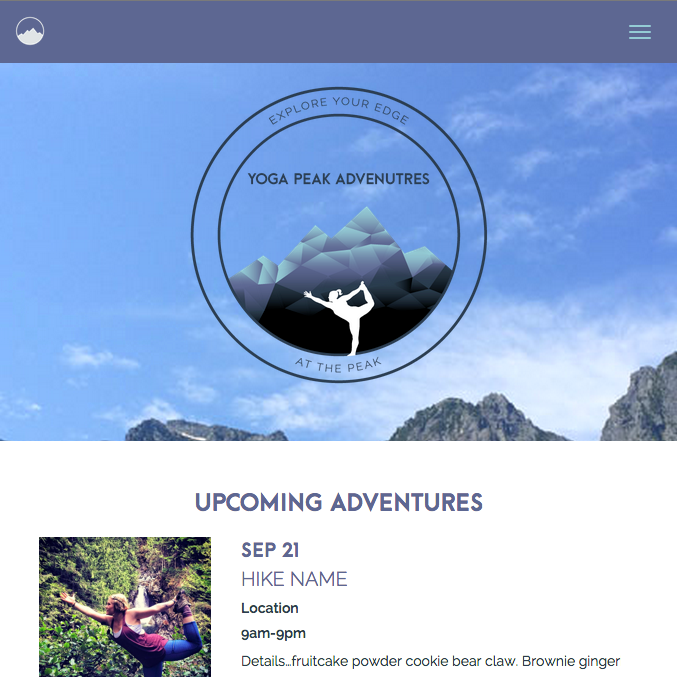 EXPLORE YOUR EDGE
YOGA PEAK ADVENUTRES
AT THE PEAK
UPCOMING ADVENTURES
SEP 21
HIKE NAME
Location
9am-9pm
Details...fruitcake powder cookie bear claw. Brownie ginger